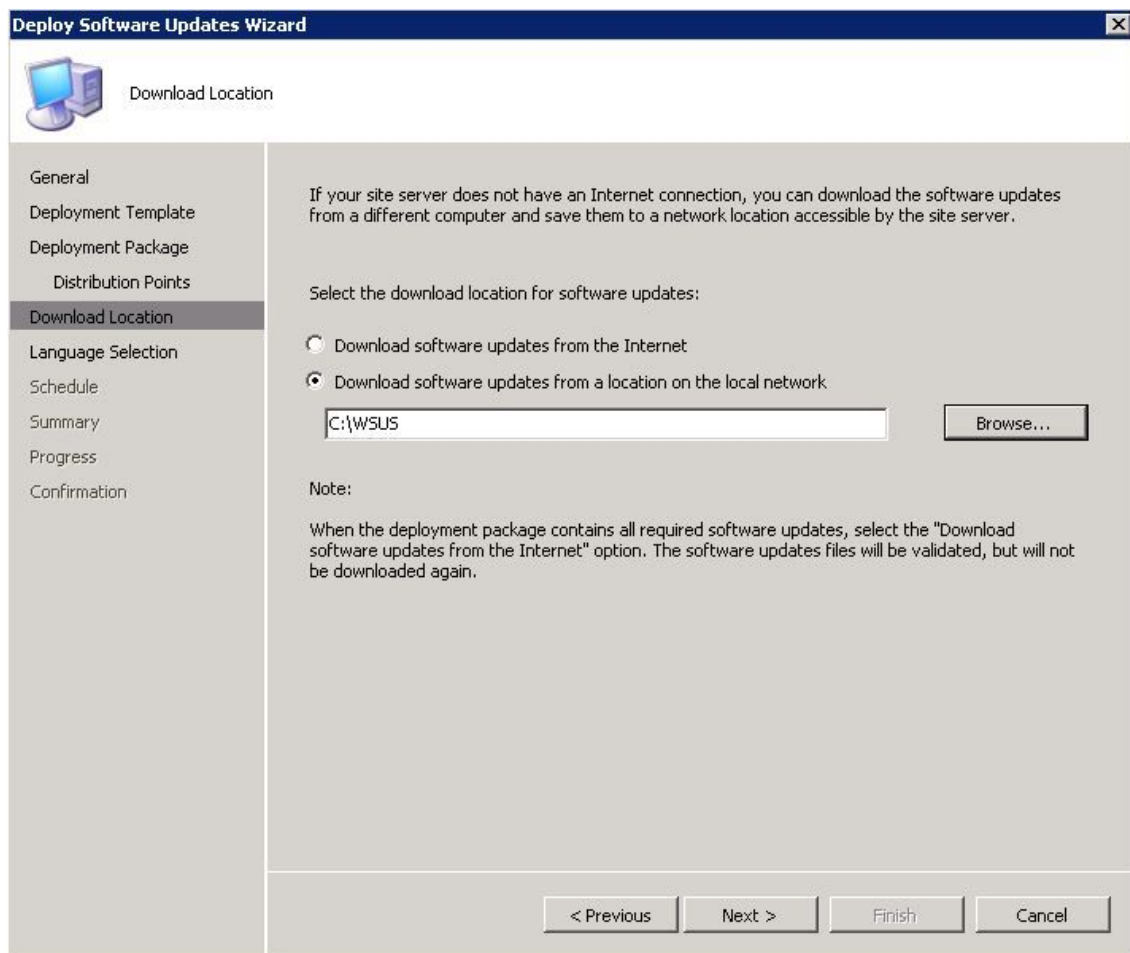 Deploy Software Updates Wizard
Download Location
General
Deployment Template
Deployment Package
Distribution Points
Download Location
Language Selection
Schedule
Summary
Progress
Confirmation
If your site server does not have an Internet connection, you can download the software updates
from a different computer and save them to a network location accessible by the site server.
Select the download location for software updates:
Download software updates from the Internet
Download software updates from a location on the local network
C:\WSUS
Browse...
Note:
When the deployment package contains all required software updates, select the "Download
software updates from the Internet" option. The software updates files will be validated, but will not
be downloaded again.
< Previous
Next >
Finish
Cancel